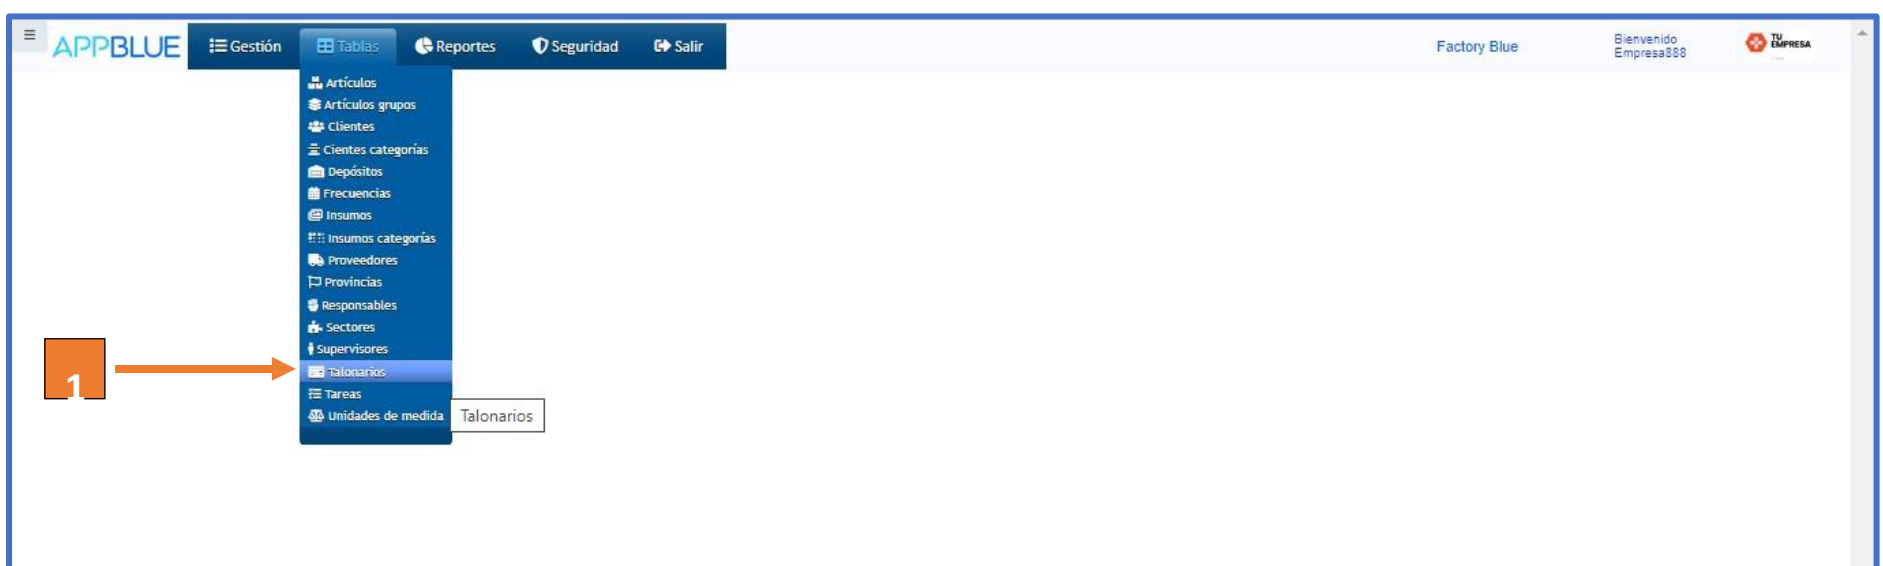 APPBLUE
Gestión
Tablas
Reportes
Seguridad
Salir
Factory Blue
Bienvenido
Empresa888
TU
EMPRESA
Artículos
Artículos grupos
Clientes
Cientes categorías
Depósitos
Frecuencias
Insumos
Insumos categorías
Proveedores
Provincias
Responsables
Sectores
Supervisores
1
Talonarios
Tareas
Unidades de medida
Talonarios